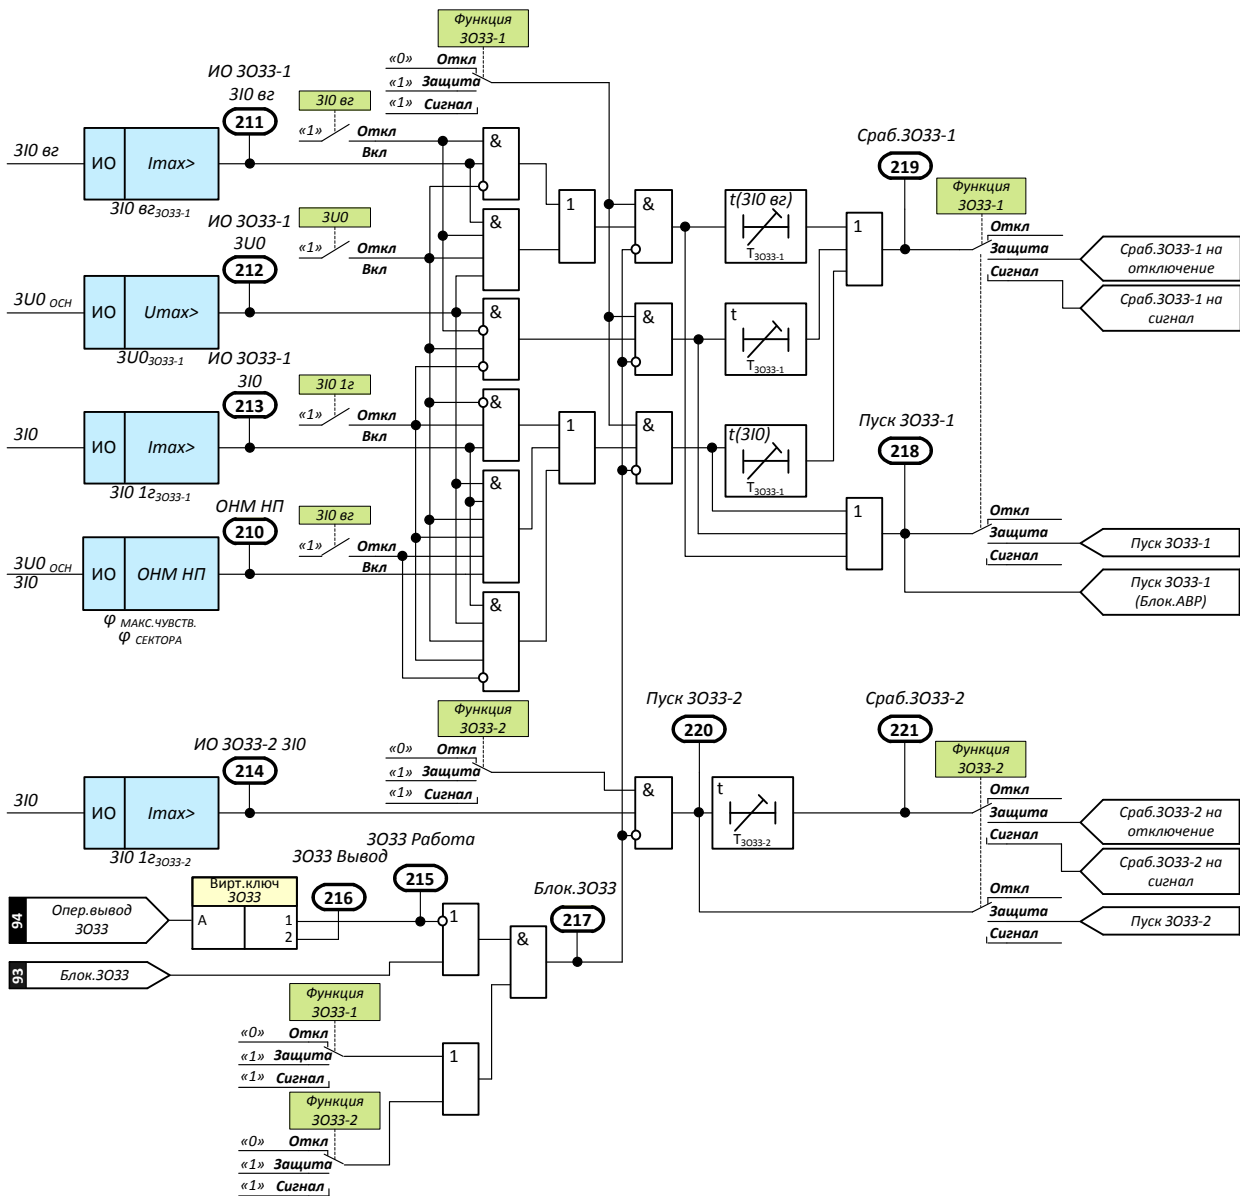 Функция
ЗОЗЗ-1
«0» Откл
«1» Защита
«1» Сигнал
ИО ЗОЗЗ-1
3I0 вг
211
3I0 вг
«1» Откл
Вкл
3I0 вг
ИО
Imax>
3I0 вгЗОЗЗ-1
&
&
1
&
t(3I0 вг)
TЗОЗЗ-1
1
Сраб.ЗОЗЗ-1
219
Функция
ЗОЗЗ-1
Откл
Защита
Сигнал
Сраб.ЗОЗЗ-1 на
отключение
Сраб.ЗОЗЗ-1 на
сигнал
ИО ЗОЗЗ-1
3U0
212
3U0
«1» Откл
Вкл
3U0 ОСН
ИО
Umax>
3U0ЗОЗЗ-1
&
&
t
TЗОЗЗ-1
ИО ЗОЗЗ-1
3I0
213
3I0 1г
«1» Откл
Вкл
3I0
ИО
Imax>
3I0 1гЗОЗЗ-1
&
1
&
&
t(3I0)
TЗОЗЗ-1
Пуск ЗОЗЗ-1
218
1
Откл
Защита
Сигнал
Пуск ЗОЗЗ-1
Пуск ЗОЗЗ-1
(Блок.АВР)
ОНМ НП
210
3I0 вг
«1» Откл
Вкл
3U0 ОСН
3I0
ИО
ОНМ НП
φ МАКС.ЧУВСТВ.
φ СЕКТОРА
&
Функция
ЗОЗЗ-2
«0» Откл
«1» Защита
«1» Сигнал
Пуск ЗОЗЗ-2
220
Сраб.ЗОЗЗ-2
221
Функция
ЗОЗЗ-2
Откл
Защита
Сигнал
Сраб.ЗОЗЗ-2 на
отключение
Сраб.ЗОЗЗ-2 на
сигнал
ИО ЗОЗЗ-2 3I0
214
3I0
ИО
Imax>
3I0 1гЗОЗЗ-2
&
t
TЗОЗЗ-2
Откл
Защита
Сигнал
Пуск ЗОЗЗ-2
ЗОЗЗ Работа
215
ЗОЗЗ Вывод
216
Вирт.ключ
ЗОЗЗ
A
1
2
94
Опер.вывод
ЗОЗЗ
93
Блок.ЗОЗЗ
1
&
Блок.ЗОЗЗ
217
Функция
ЗОЗЗ-1
«0» Откл
«1» Защита
«1» Сигнал
1
Функция
ЗОЗЗ-2
«0» Откл
«1» Защита
«1» Сигнал